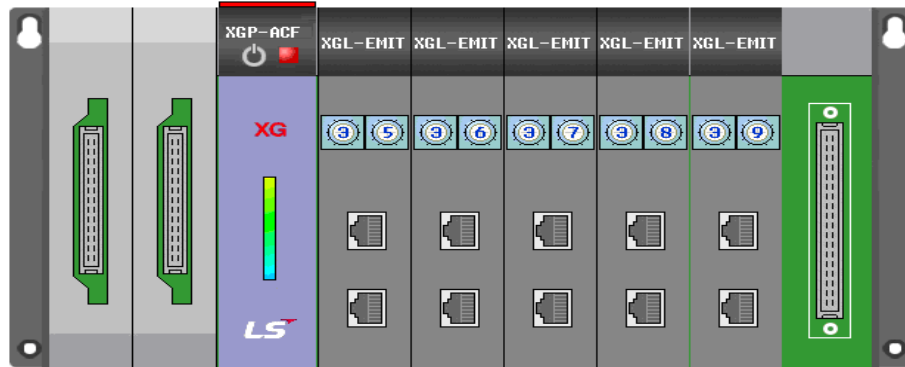 XGP-ACF
XGL-EMIT XGL-EMIT XGL-EMIT XGL-EMIT XGL-EMIT
XG
3 5 3 6 3 7 3 8 3 9
LS